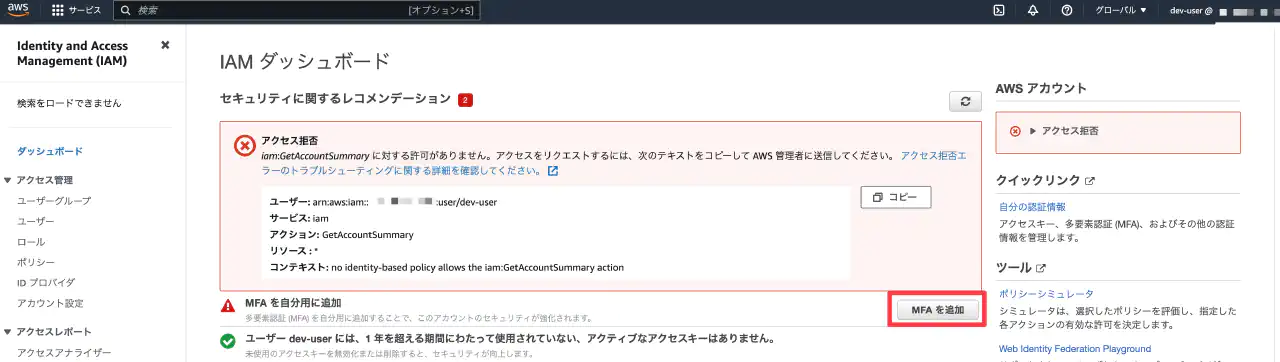 aws
サービス
検索
[オプション+S]
グローバル ▼
dev-user @
Identity and Access
Management (IAM)
検索をロードできません
ダッシュボード
アクセス管理
ユーザーグループ
ユーザー
ロール
ポリシー
ID プロバイダ
アカウント設定
アクセスレポート
アクセスアナライザー
IAM ダッシュボード
セキュリティに関するレコメンデーション 2
アクセス拒否
iam:GetAccountSummary に対する許可がありません。アクセスをリクエストするには、次のテキストをコピーして AWS 管理者に送信してください。 アクセス拒否エ
ラーのトラブルシューティングに関する詳細を確認してください。
ユーザー: arn:aws:iam:: :user/dev-user
サービス: iam
アクション: GetAccountSummary
リソース : *
コンテキスト: no identity-based policy allows the iam:GetAccountSummary action
コピー
MFA を自分用に追加
多要素認証 (MFA) を自分用に追加することで、このアカウントのセキュリティが強化されます。
MFA を追加
ユーザー dev-user には、1 年を超える期間にわたって使用されていない、アクティブなアクセスキーはありません。
未使用のアクセスキーを無効化または削除すると、セキュリティが向上します。
AWS アカウント
アクセス拒否
クイックリンク
自分の認証情報
アクセスキー、多要素認証 (MFA)、およびその他の認証
情報を管理します。
ツール
ポリシーシミュレータ
シミュレータは、選択したポリシーを評価し、指定した
各アクションの有効な許可を決定します。
Web Identity Federation Playground